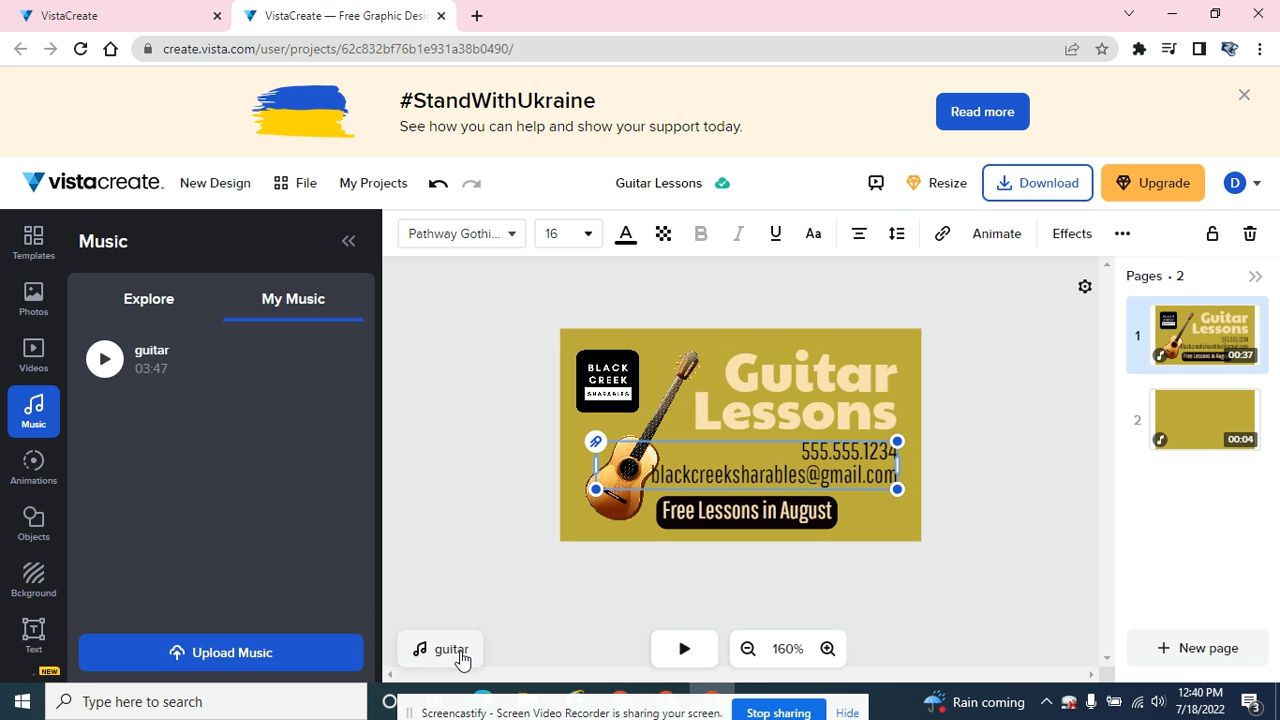 VistaCreate
VistaCreate — Free Graphic Desi
create.vista.com/user/projects/62c832bf76b1e931a38b0490/
#StandWithUkraine
See how you can help and show your support today.
Read more
vistacreate.
New Design
File
My Projects
Guitar Lessons
Resize
Download
Upgrade
D
Templates
Photos
Videos
Music
Animations
Objects
Bckground
Text
NEW
Music
Explore
My Music
guitar
03:47
Upload Music
Pathway Gothi...
16
A
B
I
U
Aa
Animate
Effects
BLACK
CREEK
SHARABLES
Guitar
Lessons
555.555.1234
blackcreeksharables@gmail.com
Free Lessons in August
guitar
160%
Pages • 2
1
Guitar
Lessons
00:37
2
00:04
New page
Type here to search
Screencastify - Screen Video Recorder is sharing your screen.
Stop sharing
Hide
Rain coming
12:40 PM
7/18/2022
3